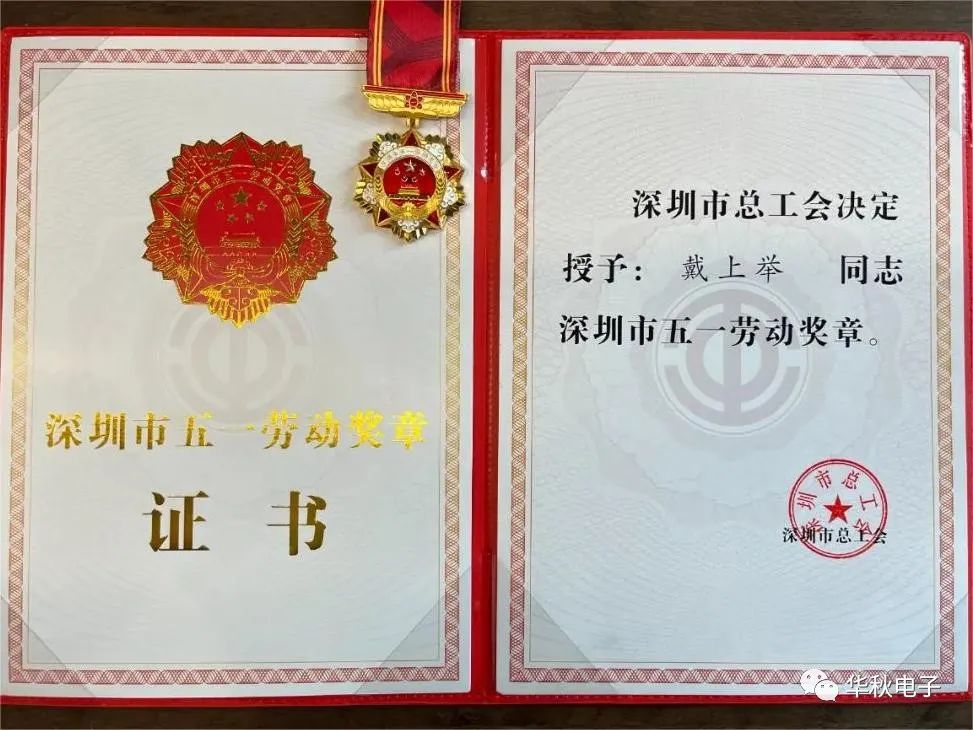 深圳市五一劳动奖章
证 书
深圳市总工会决定
授予： 戴上举 同志
深圳市五一劳动奖章。
深圳市总工会
深圳市总工会
华秋电子